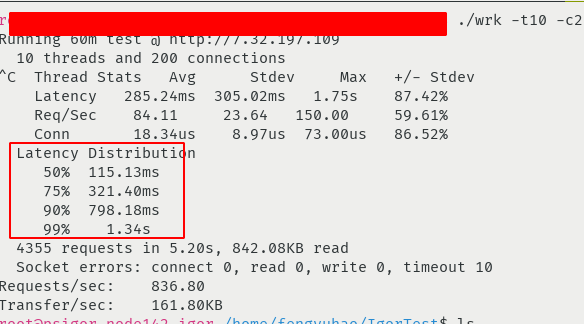 ./wrk -t10 -c2
Running 60m test @ http://7.32.197.109
10 threads and 200 connections
^C Thread Stats Avg Stdev Max +/- Stdev
Latency 285.24ms 305.02ms 1.75s 87.42%
Req/Sec 84.11 23.64 150.00 59.61%
Conn 18.34us 8.97us 73.00us 86.52%
Latency Distribution
50% 115.13ms
75% 321.40ms
90% 798.18ms
99% 1.34s
4355 requests in 5.20s, 842.08KB read
Socket errors: connect 0, read 0, write 0, timeout 10
Requests/sec: 836.80
Transfer/sec: 161.80KB